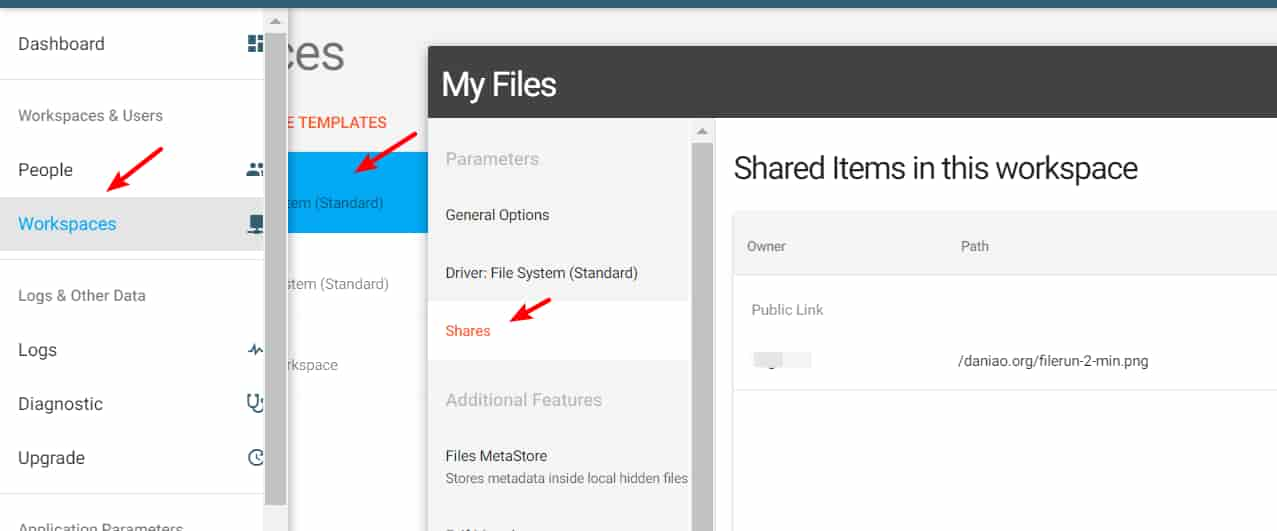 Dashboard
Workspaces & Users
People
Workspaces
Logs & Other Data
Logs
Diagnostic
Upgrade
Application Parameters
ces
E TEMPLATES
tem (Standard)
stem (Standard)
rkspace
My Files
Parameters
General Options
Driver: File System (Standard)
Shares
Additional Features
Files MetaStore
Stores metadata inside local hidden files
Shared Items in this workspace
Owner Path
Public Link
/daniao.org/filerun-2-min.png